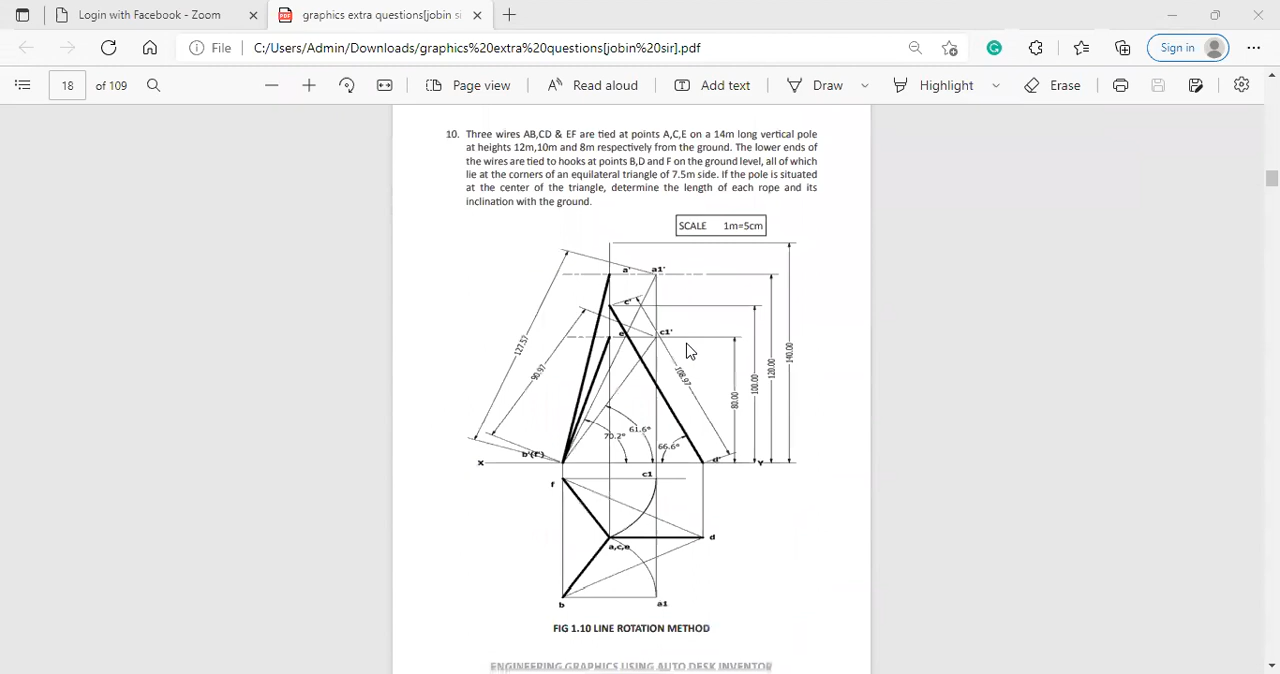 Login with Facebook - Zoom
graphics extra questions[jobin si
File
C:/Users/Admin/Downloads/graphics%20extra%20questions[jobin%20sir].pdf
Sign in
18 of 109
Page view
Read aloud
Add text
Draw
Highlight
Erase
10. Three wires AB,CD & EF are tied at points A,C,E on a 14m long vertical pole
at heights 12m,10m and 8m respectively from the ground. The lower ends of
the wires are tied to hooks at points B,D and F on the ground level, all of which
lie at the corners of an equilateral triangle of 7.5m side. If the pole is situated
at the center of the triangle, determine the length of each rope and its
inclination with the ground.
SCALE 1m=5cm
a' a1'
c'
e' c1'
127.57
90.97
108.97
80.00
100.00
120.00
140.00
70.2°
61.6°
66.6°
X b'(f') d' Y
f c1
a,c,e d
b a1
FIG 1.10 LINE ROTATION METHOD
ENGINEERING GRAPHICS USING AUTO DESK INVENTOR